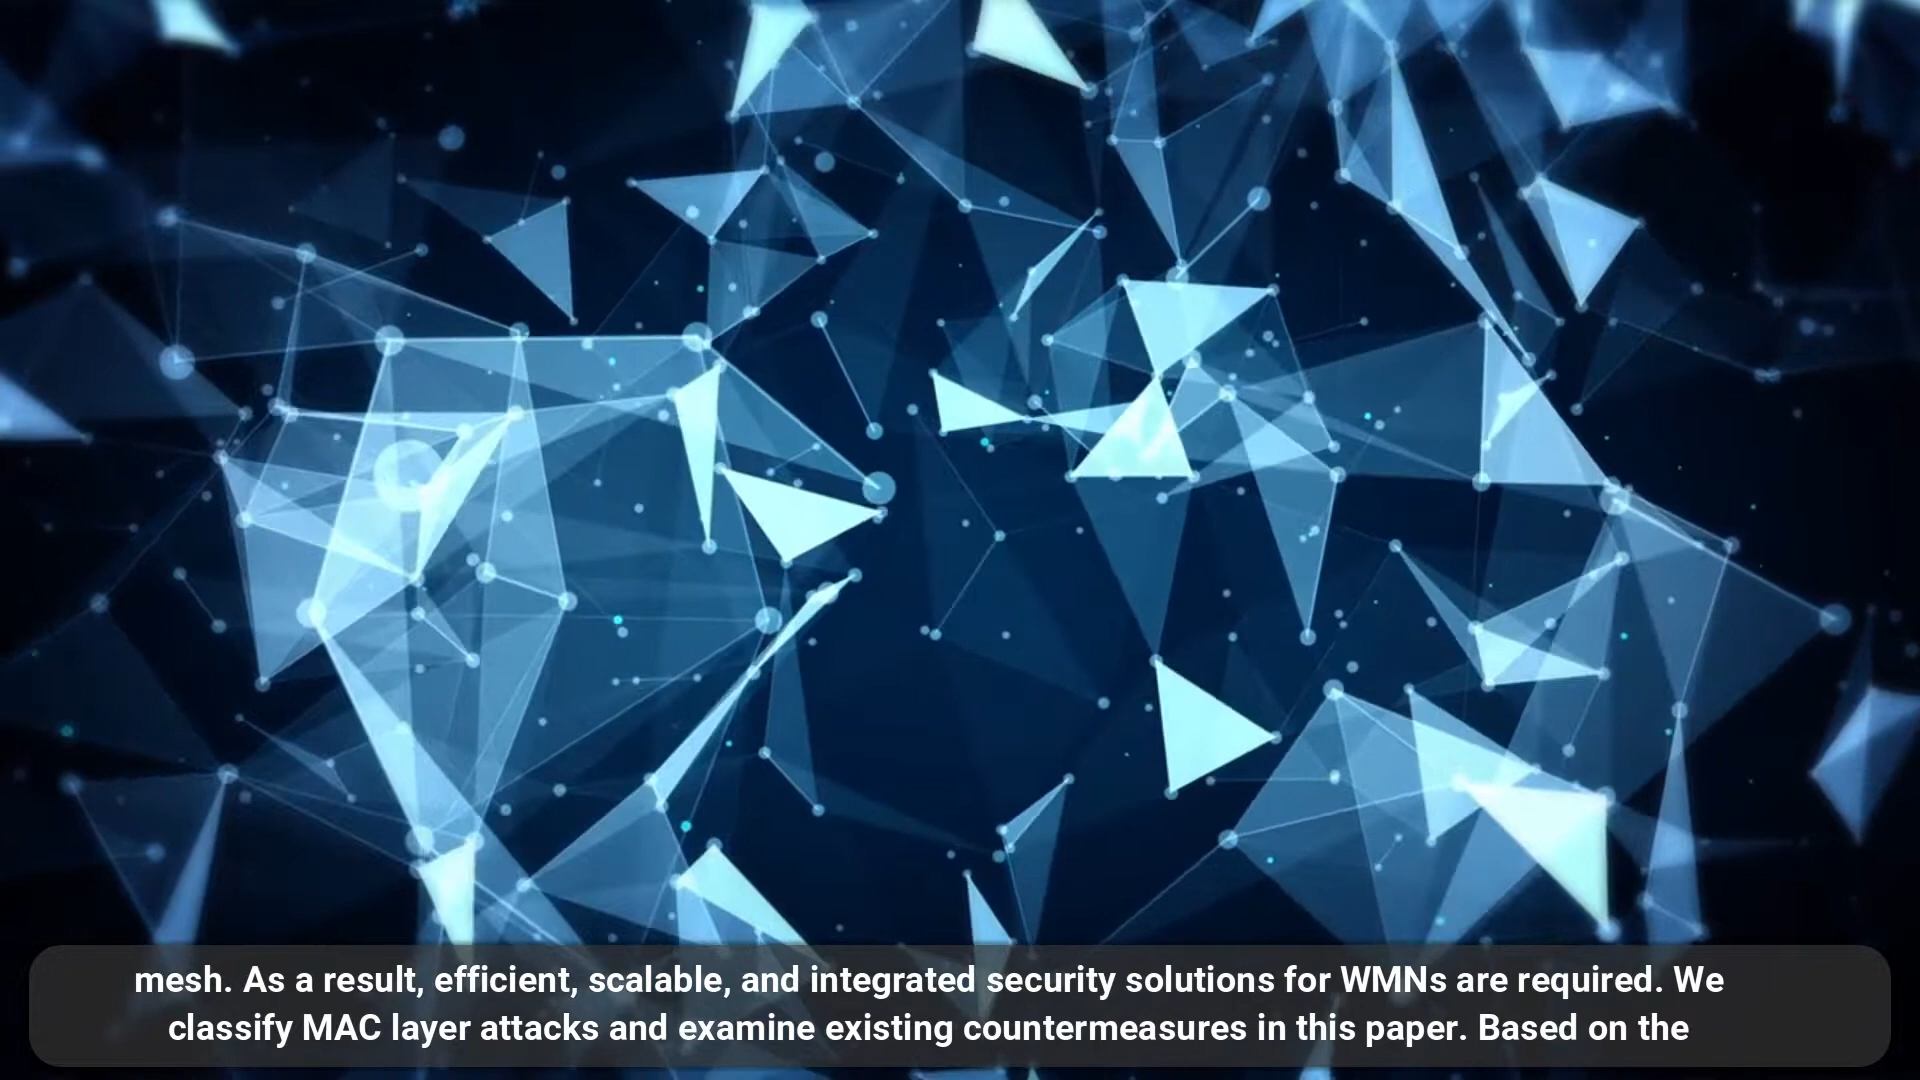 mesh. As a result, efficient, scalable, and integrated security solutions for WMNs are required. We
classify MAC layer attacks and examine existing countermeasures in this paper. Based on the